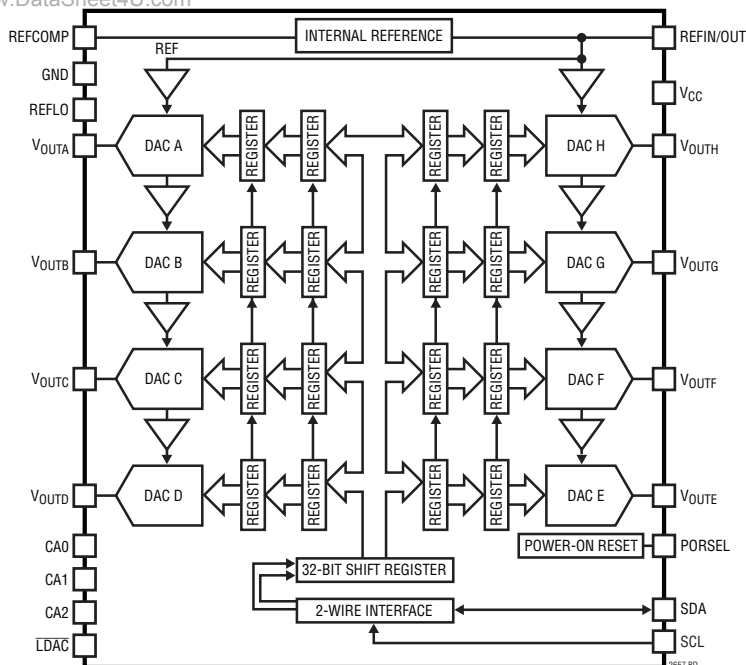 w.DataSheet4U.com
REFCOMP
INTERNAL REFERENCE
REFIN/OUT
REF
GND
VCC
REFLO
VOUTA
DAC A
REGISTER
REGISTER
REGISTER
REGISTER
DAC H
VOUTH
VOUTB
DAC B
REGISTER
REGISTER
REGISTER
REGISTER
DAC G
VOUTG
VOUTC
DAC C
REGISTER
REGISTER
REGISTER
REGISTER
DAC F
VOUTF
VOUTD
DAC D
REGISTER
REGISTER
REGISTER
REGISTER
DAC E
VOUTE
CA0
POWER-ON RESET
PORSEL
CA1
32-BIT SHIFT REGISTER
CA2
2-WIRE INTERFACE
SDA
LDAC
SCL
2657 BD